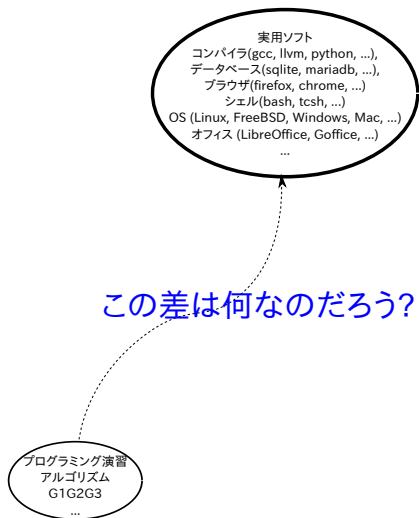 実用ソフト
コンパイラ(gcc, llvm, python, ...),
データベース(sqlite, mariadb, ...),
ブラウザ(firefox, chrome, ...)
シェル(bash, tcsh, ...)
OS (Linux, FreeBSD, Windows, Mac, ...)
オフィス (LibreOffice, Goffice, ...)
...
この差は何なのだろう?
プログラミング演習
アルゴリズム
G1G2G3
...